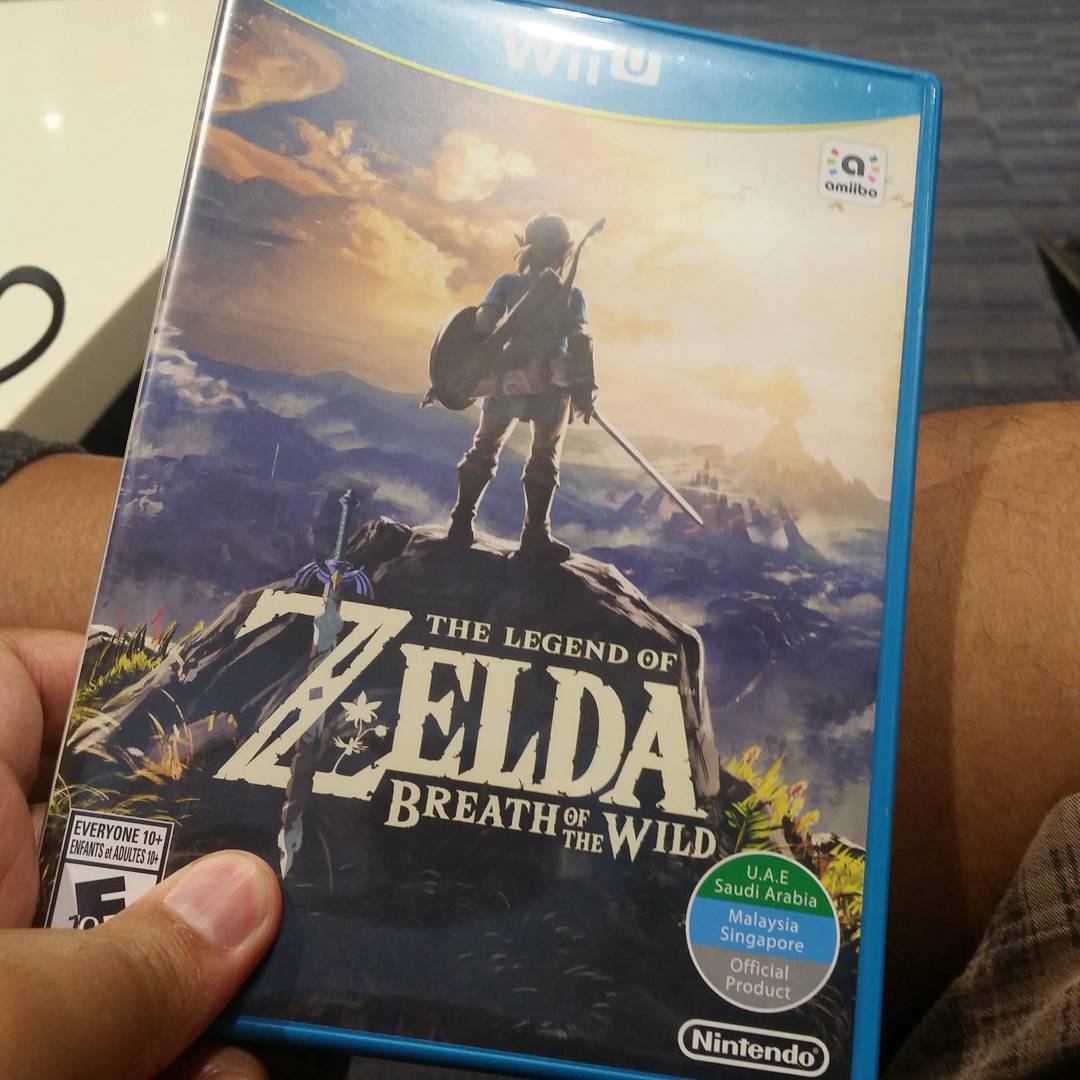 Wii U
a
amiibo
THE LEGEND OF
ZELDA
BREATH OF THE WILD
EVERYONE 10+
ENFANTS et ADULTES 10+
U.A.E
Saudi Arabia
Malaysia
Singapore
Official
Product
Nintendo